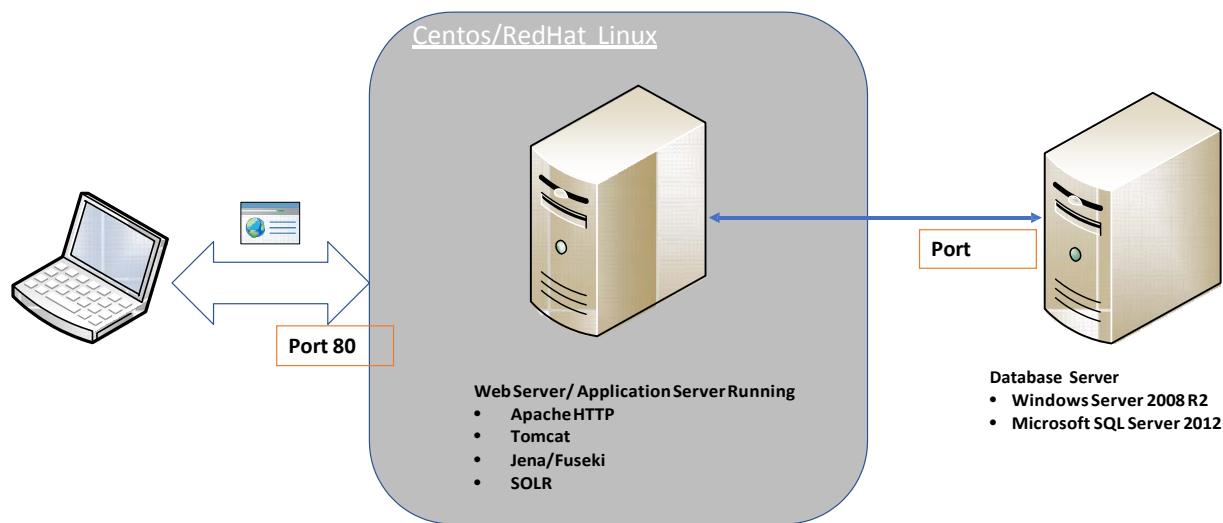 Centos/RedHat Linux
Port 80
Port
Web Server/ Application Server Running
• Apache HTTP
• Tomcat
• Jena/Fuseki
• SOLR
Database Server
• Windows Server 2008 R2
• Microsoft SQL Server 2012